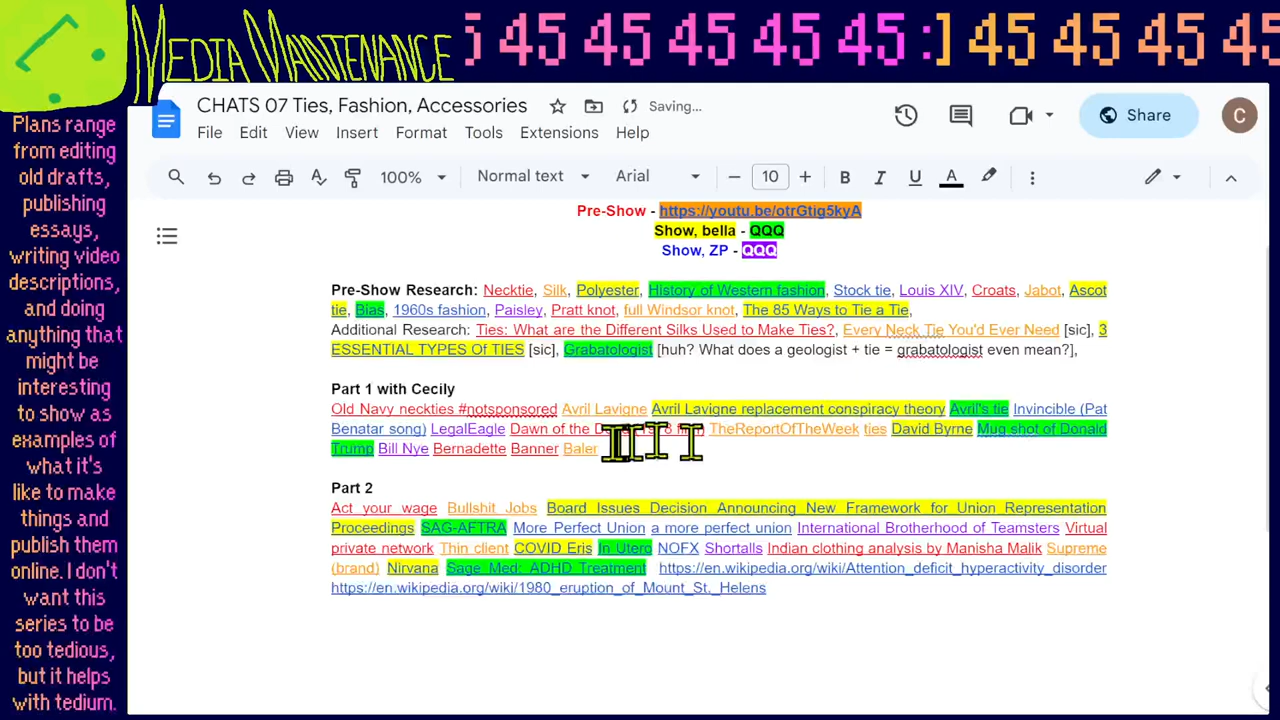 MEDIA MAINTENANCE
45 45 45 45 45 :] 45 45 45 45
Plans range
from editing
old drafts,
publishing
essays,
writing video
descriptions,
and doing
anything that
might be
interesting
to show as
examples of
what it's
like to make
things and
publish them
online. I don't
want this
series to be
too tedious,
but it helps
with tedium.
CHATS 07 Ties, Fashion, Accessories
Saving...
File Edit View Insert Format Tools Extensions Help
Share
C
100% Normal text Arial 10 B I U A
Pre-Show - https://youtu.be/otrGtig5kyA
Show, bella - QQQ
Show, ZP - QQQ
Pre-Show Research: Necktie, Silk, Polyester, History of Western fashion, Stock tie, Louis XIV, Croats, Jabot, Ascot
tie, Bias, 1960s fashion, Paisley, Pratt knot, full Windsor knot, The 85 Ways to Tie a Tie,
Additional Research: Ties: What are the Different Silks Used to Make Ties?, Every Neck Tie You'd Ever Need [sic], 3
ESSENTIAL TYPES Of TIES [sic], Grabatologist [huh? What does a geologist + tie = grabatologist even mean?],
Part 1 with Cecily
Old Navy neckties #notsponsored Avril Lavigne Avril Lavigne replacement conspiracy theory Avril's tie Invincible (Pat
Benatar song) LegalEagle Dawn of the TheReportOfTheWeek ties David Byrne Mug shot of Donald
Trump Bill Nye Bernadette Banner Baler
Part 2
Act your wage Bullshit Jobs Board Issues Decision Announcing New Framework for Union Representation
Proceedings SAG-AFTRA More Perfect Union a more perfect union International Brotherhood of Teamsters Virtual
private network Thin client COVID Eris In Utero NOFX Shortalls Indian clothing analysis by Manisha Malik Supreme
(brand) Nirvana Sage Med: ADHD Treatment https://en.wikipedia.org/wiki/Attention_deficit_hyperactivity_disorder
https://en.wikipedia.org/wiki/1980_eruption_of_Mount_St._Helens